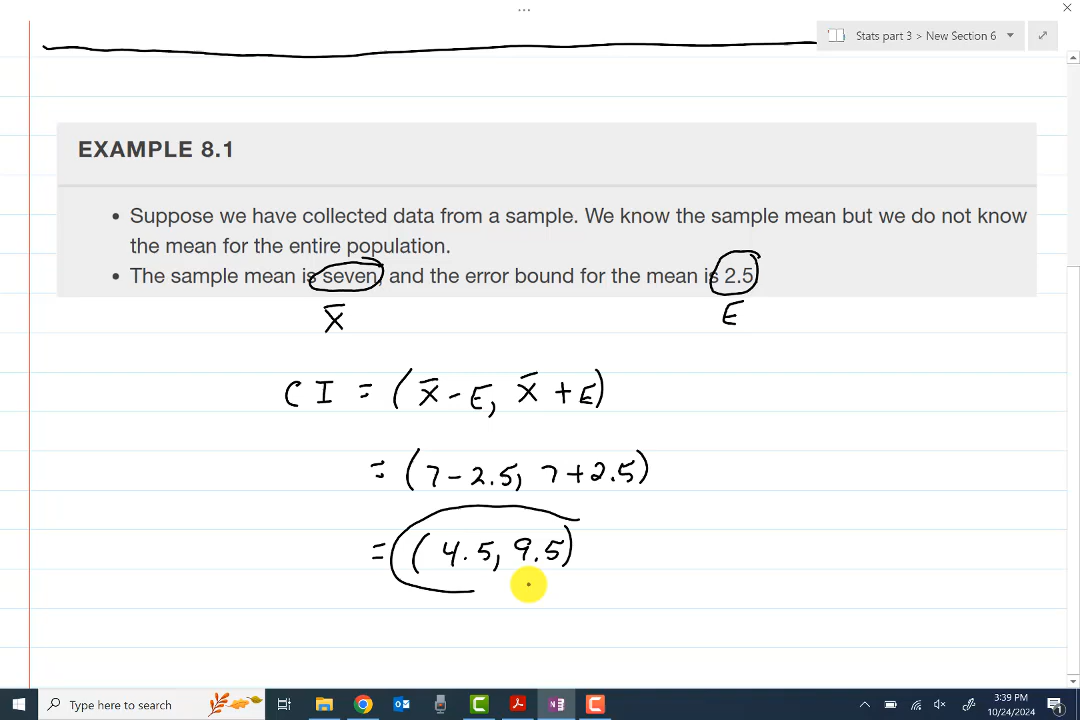 Stats part 3 > New Section 6
EXAMPLE 8.1
• Suppose we have collected data from a sample. We know the sample mean but we do not know
the mean for the entire population.
• The sample mean is seven, and the error bound for the mean is 2.5
x̄ E
CI = (x̄ - E, x̄ + E)
= (7 - 2.5, 7 + 2.5)
= (4.5, 9.5)
Type here to search
3:39 PM
10/24/2024
1